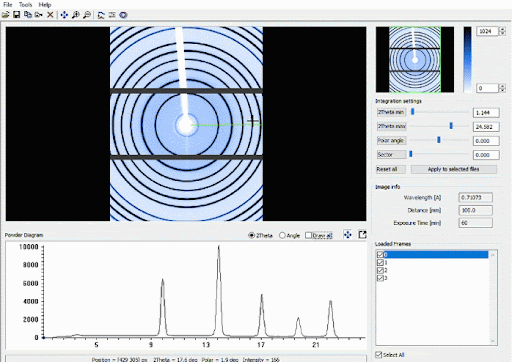 File Tools Help
1024
0
Integration settings
2Theta min 1.144
2Theta max 24.582
Polar angle 0.000
Sector 0.000
Reset all Apply to selected files
Image info
Wavelength [A] 0.71073
Distance [mm] 100.0
Exposure Time [min] 60
Powder Diagram 2Theta Angle Draw all
Loaded Frames
0
1
2
3
10000
8000
6000
4000
2000
0
5 9 13 17 21
Select All
Position = [429 305] px 2Theta = 17.6 deg Polar = 1.9 deg Intensity = 166